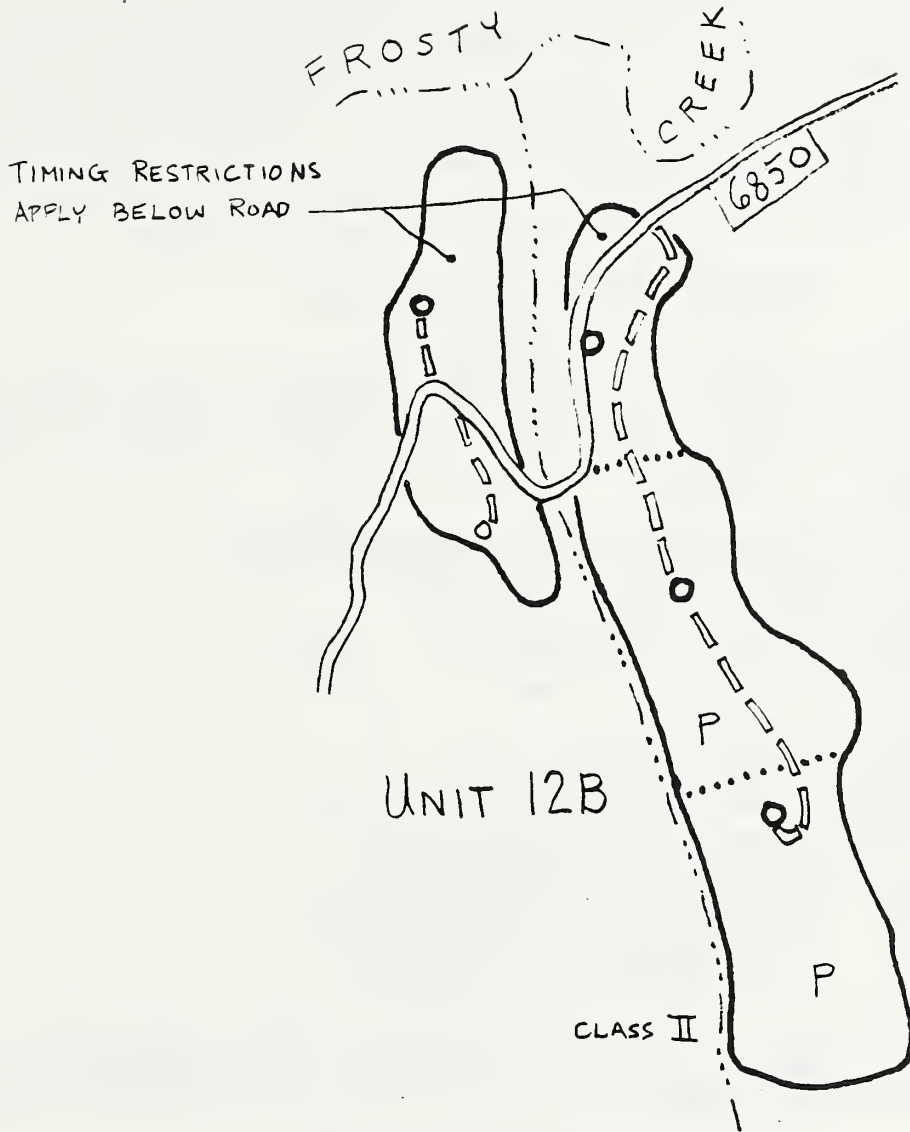 FROSTY
CREEK
TIMING RESTRICTIONS
APPLY BELOW ROAD
6850
P
UNIT 12B
P
CLASS II